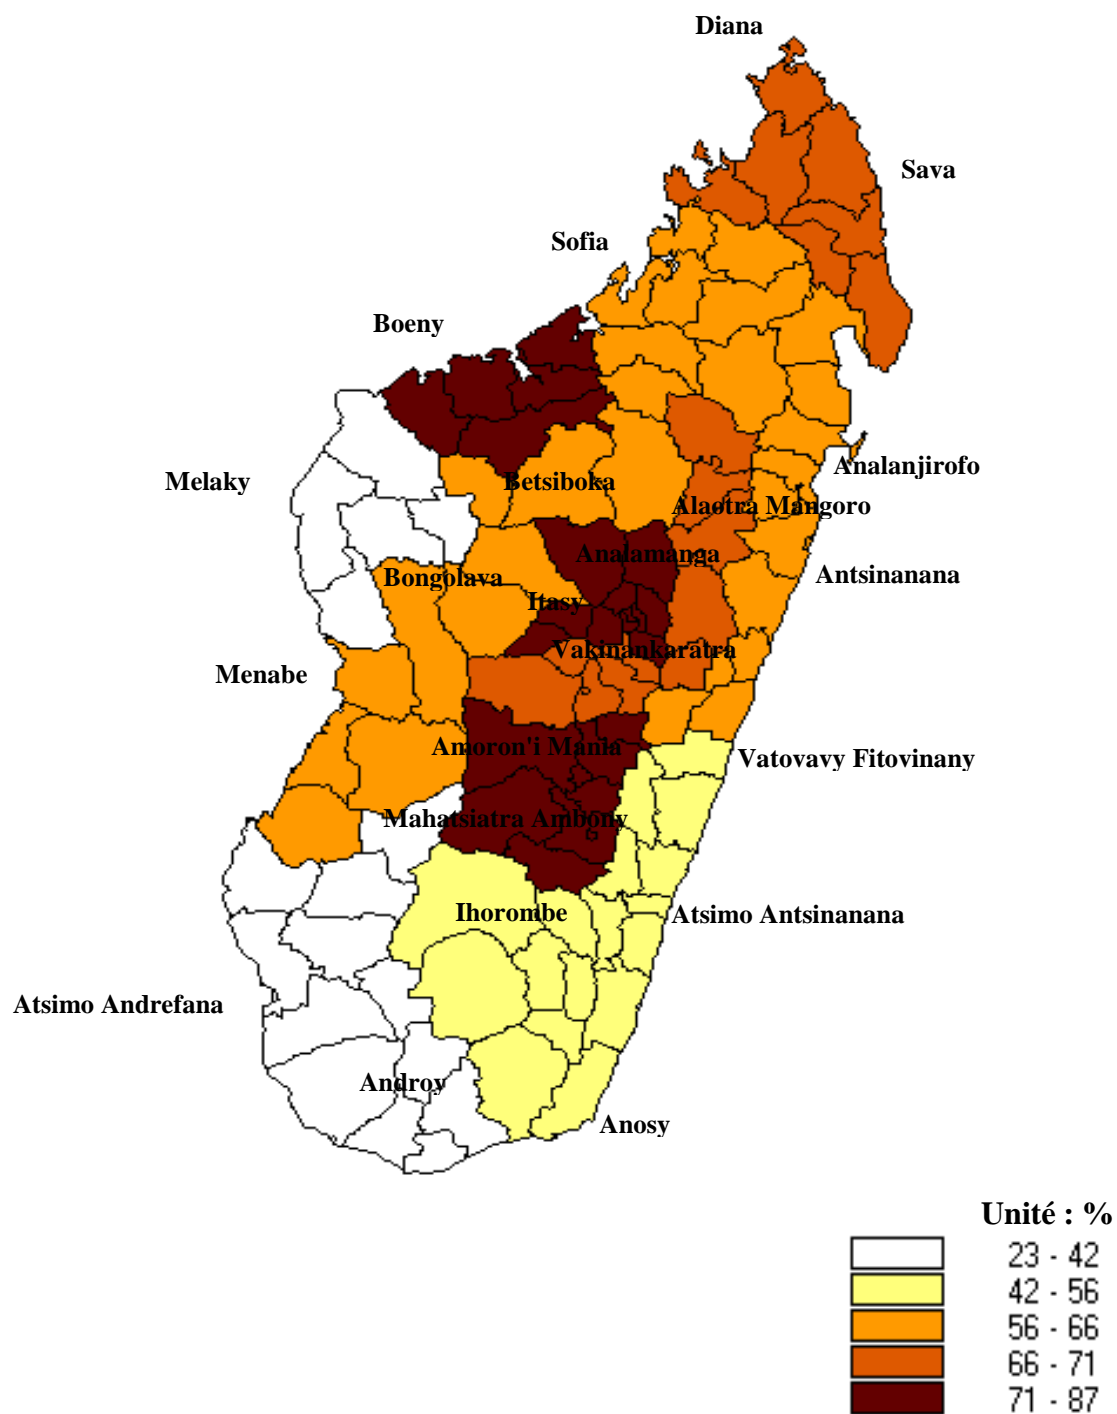 Diana
Sava
Sofia
Boeny
Analanjirofo
Melaky
Betsiboka
Alaotra Mangoro
Analamanga
Antsinanana
Bongolava
Itasy
Vakinankaratra
Menabe
Amoron'i Mania
Vatovavy Fitovinany
Mahatsiatra Ambony
Ihorombe
Atsimo Antsinanana
Atsimo Andrefana
Androy
Anosy
Unité : %
23 - 42
42 - 56
56 - 66
66 - 71
71 - 87